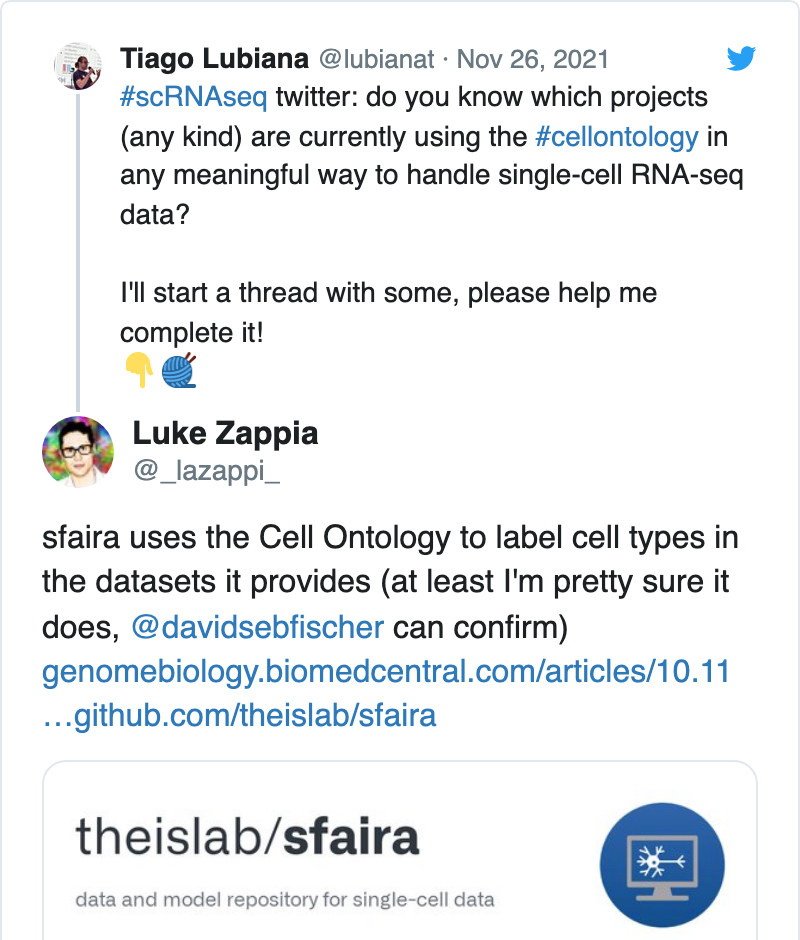 Tiago Lubiana @lubianat · Nov 26, 2021
#scRNAseq twitter: do you know which projects
(any kind) are currently using the #cellontology in
any meaningful way to handle single-cell RNA-seq
data?
I'll start a thread with some, please help me
complete it!
👇🧶
Luke Zappia
@_lazappi_
sfaira uses the Cell Ontology to label cell types in
the datasets it provides (at least I'm pretty sure it
does, @davidsebfischer can confirm)
genomebiology.biomedcentral.com/articles/10.11
…github.com/theislab/sfaira
theislab/sfaira
data and model repository for single-cell data